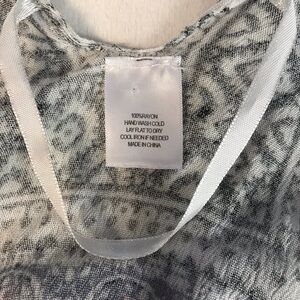 100%RAYON
HAND WASH COLD
LAY FLAT TO DRY
COOL IRON IF NEEDED
MADE IN CHINA